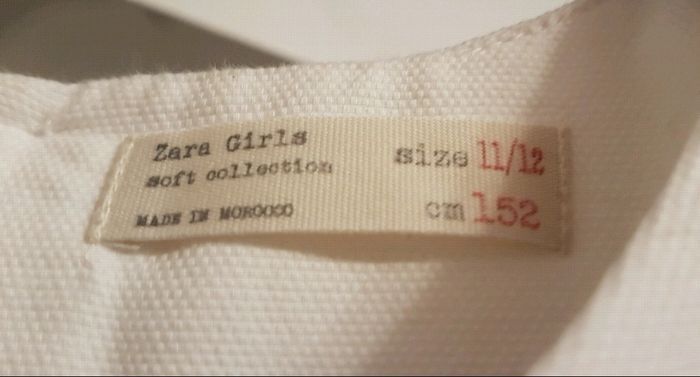 Zara Girls
soft collection
MADE IN MOROCCO
size 11/12
cm 152